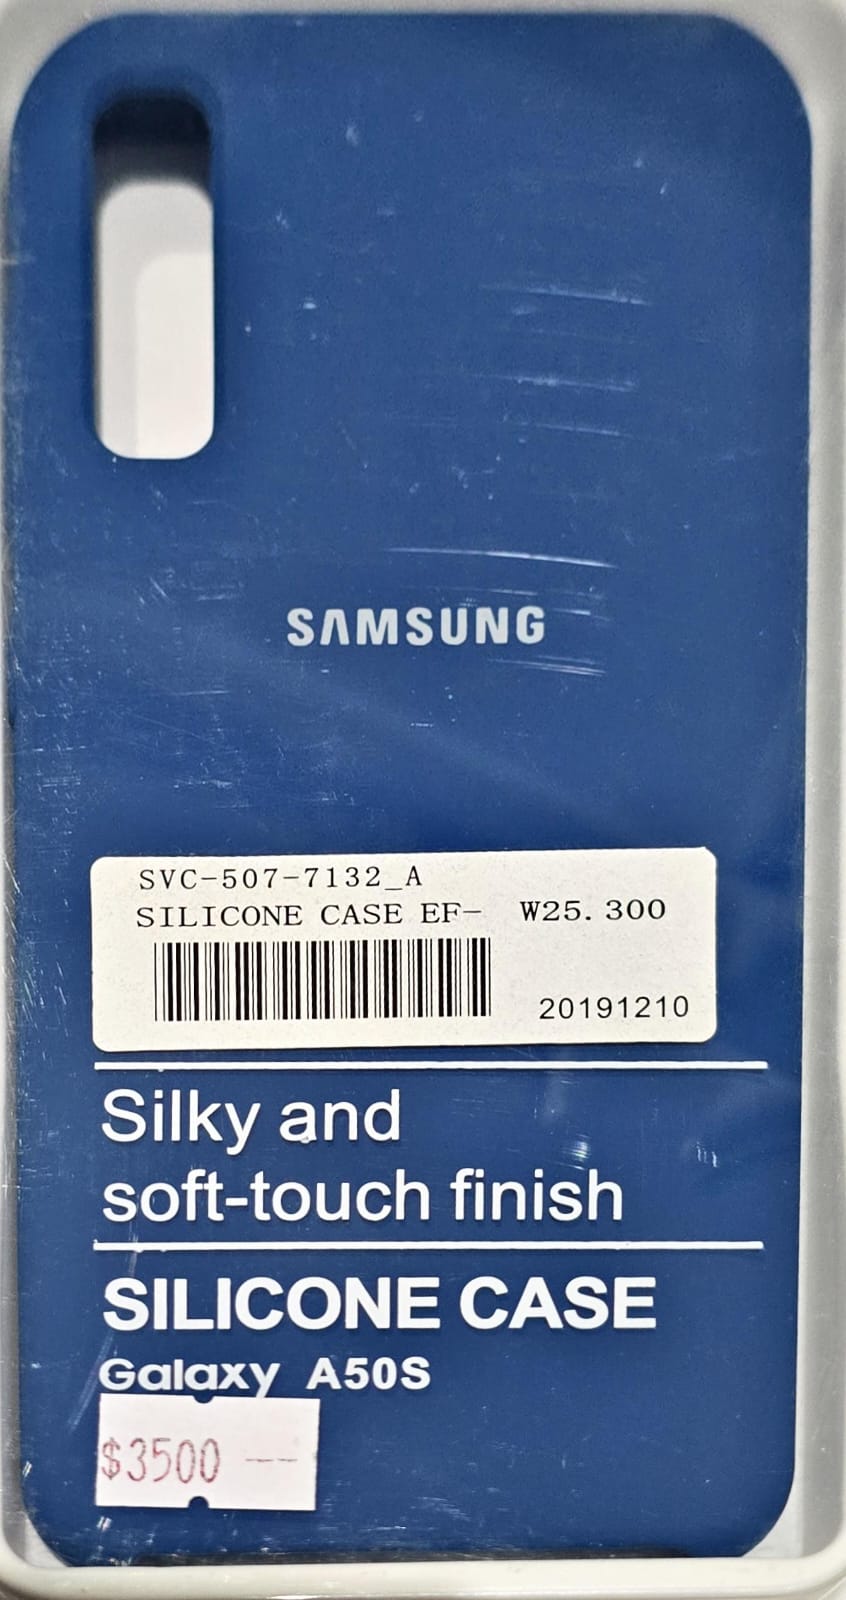 SAMSUNG
SVC-507-7132_A
SILICONE CASE EF- W25.300
20191210
Silky and
soft-touch finish
SILICONE CASE
Galaxy A50S
$3500 --